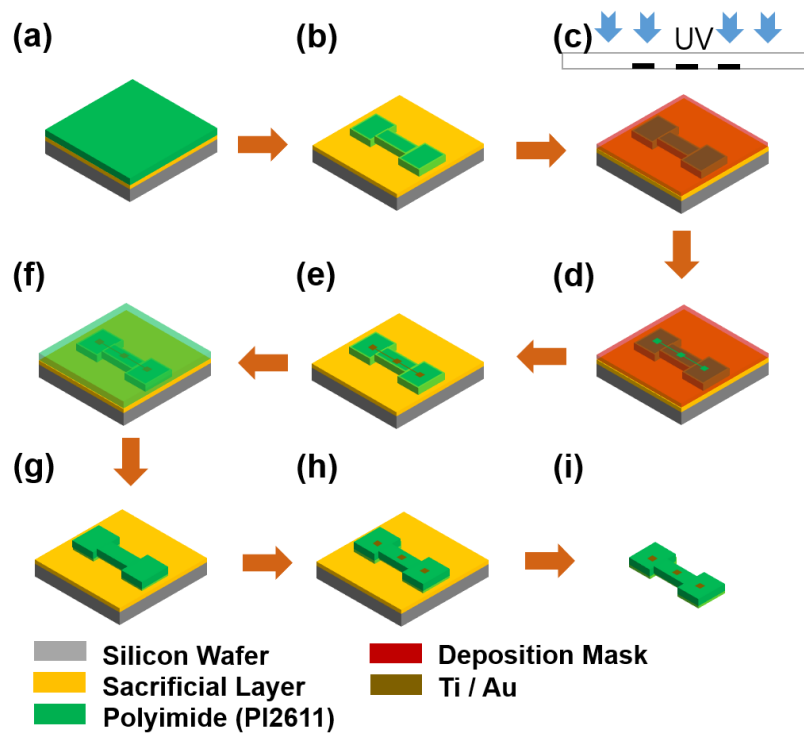 (a)
(b)
(c)
UV
(f)
(e)
(d)
(g)
(h)
(i)
Silicon Wafer
Deposition Mask
Sacrificial Layer
Ti / Au
Polyimide (PI2611)